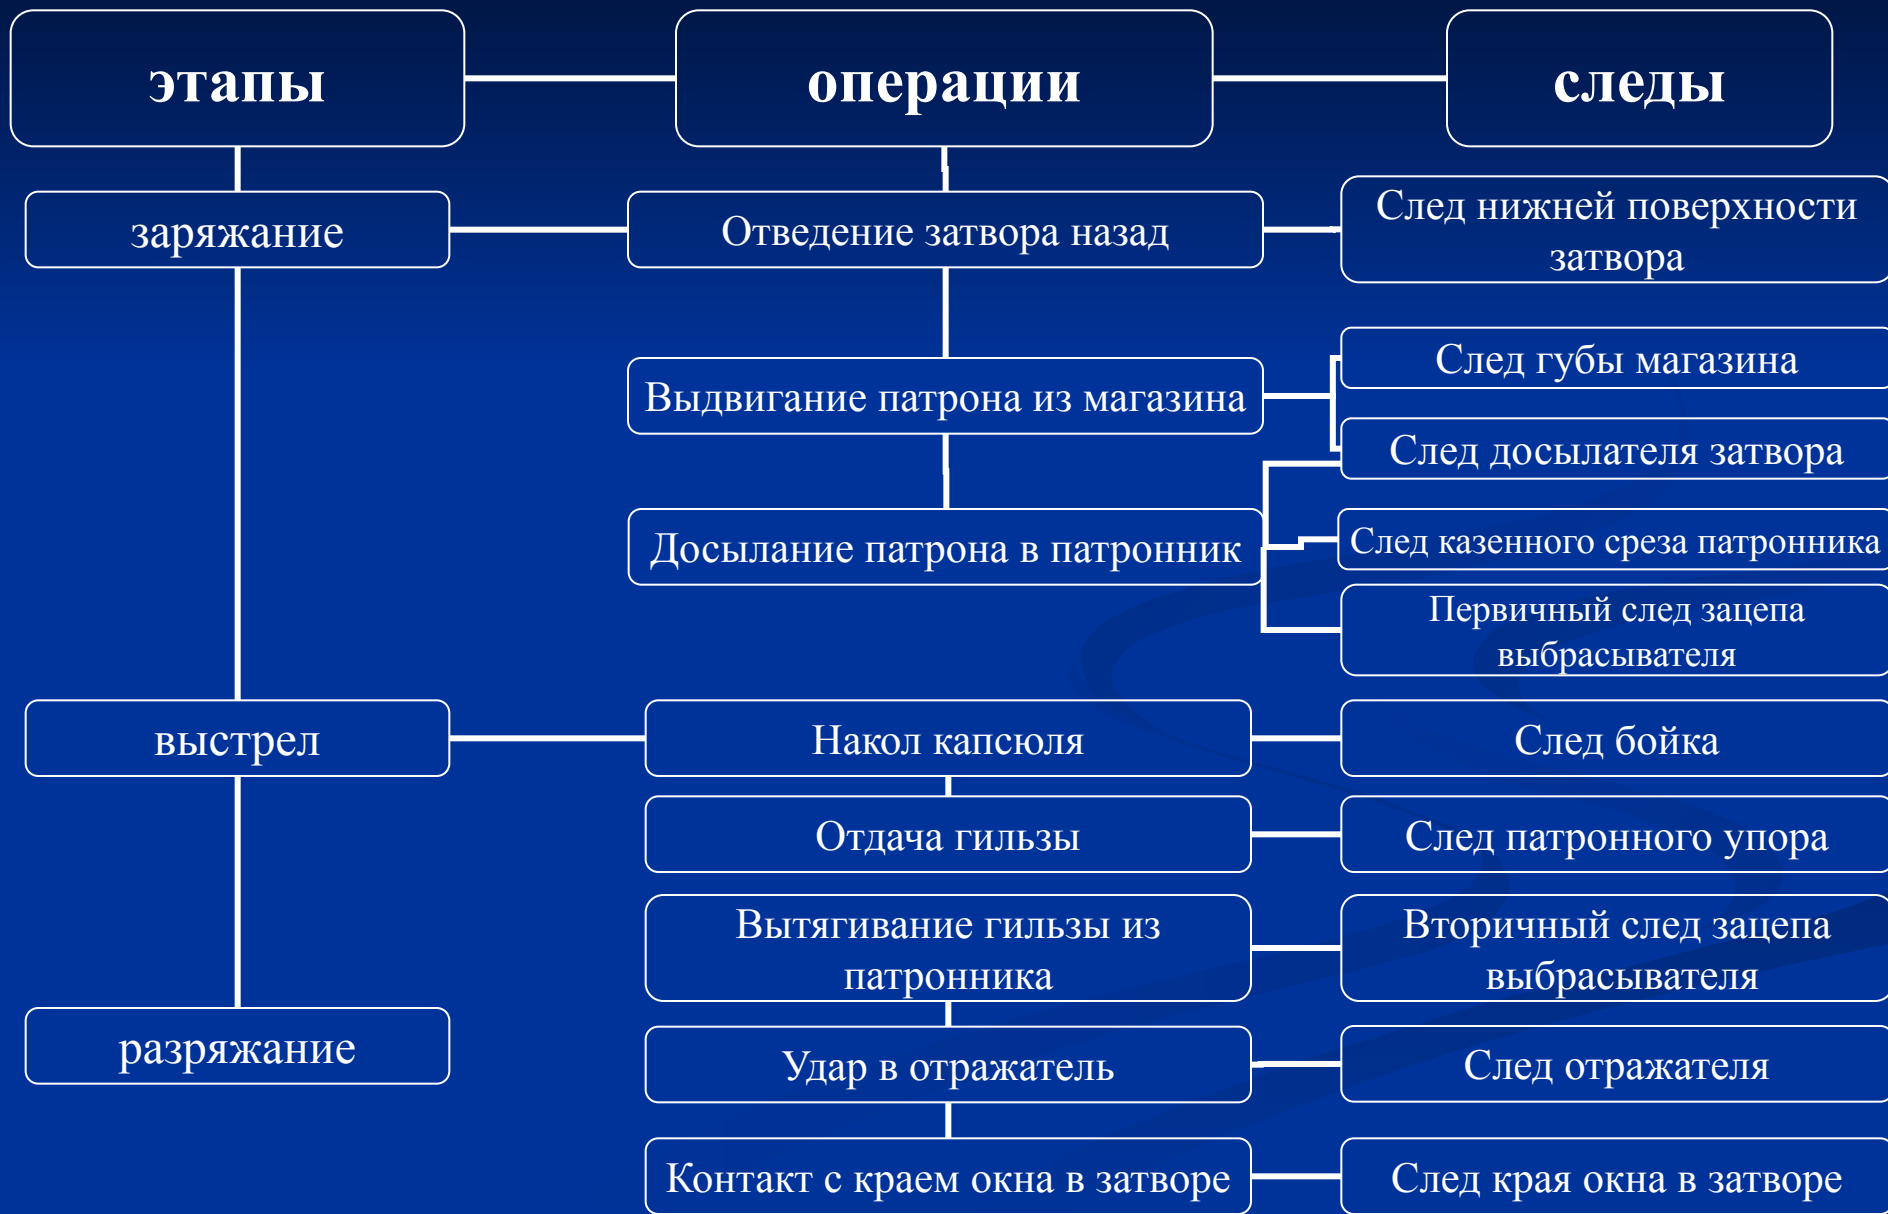 этапы
операции
следы
заряжание
Отведение затвора назад
След нижней поверхности
затвора
Выдвигание патрона из магазина
След губы магазина
След досылателя затвора
Досылание патрона в патронник
След казенного среза патронника
Первичный след зацепа
выбрасывателя
выстрел
Накол капсюля
След бойка
Отдача гильзы
След патронного упора
Вытягивание гильзы из
патронника
Вторичный след зацепа
выбрасывателя
разряжание
Удар в отражатель
След отражателя
Контакт с краем окна в затворе
След края окна в затворе